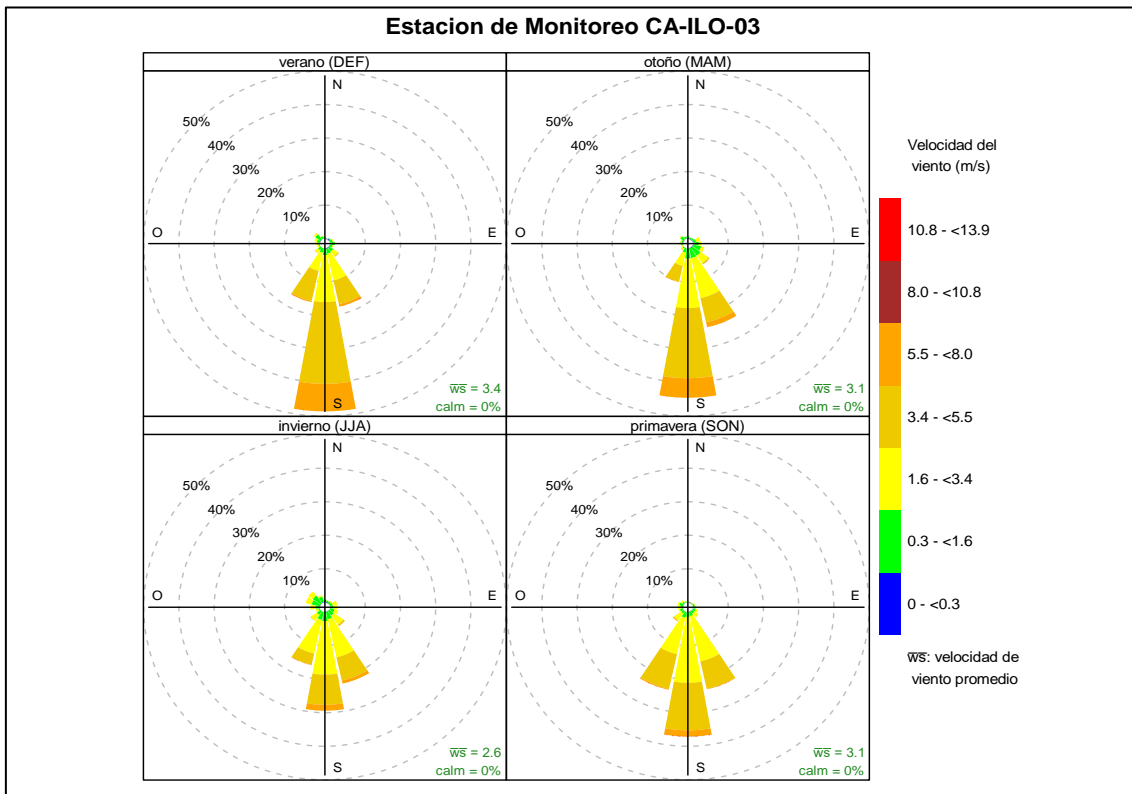 Estacion de Monitoreo CA-ILO-03
verano (DEF)
N
50%
40%
30%
20%
10%
O
E
S
ws = 3.4
calm = 0%
otoño (MAM)
N
50%
40%
30%
20%
10%
O
E
S
ws = 3.1
calm = 0%
invierno (JJA)
N
50%
40%
30%
20%
10%
O
E
S
ws = 2.6
calm = 0%
primavera (SON)
N
50%
40%
30%
20%
10%
O
E
S
ws = 3.1
calm = 0%
Velocidad del
viento (m/s)
10.8 - <13.9
8.0 - <10.8
5.5 - <8.0
3.4 - <5.5
1.6 - <3.4
0.3 - <1.6
0 - <0.3
ws: velocidad de
viento promedio